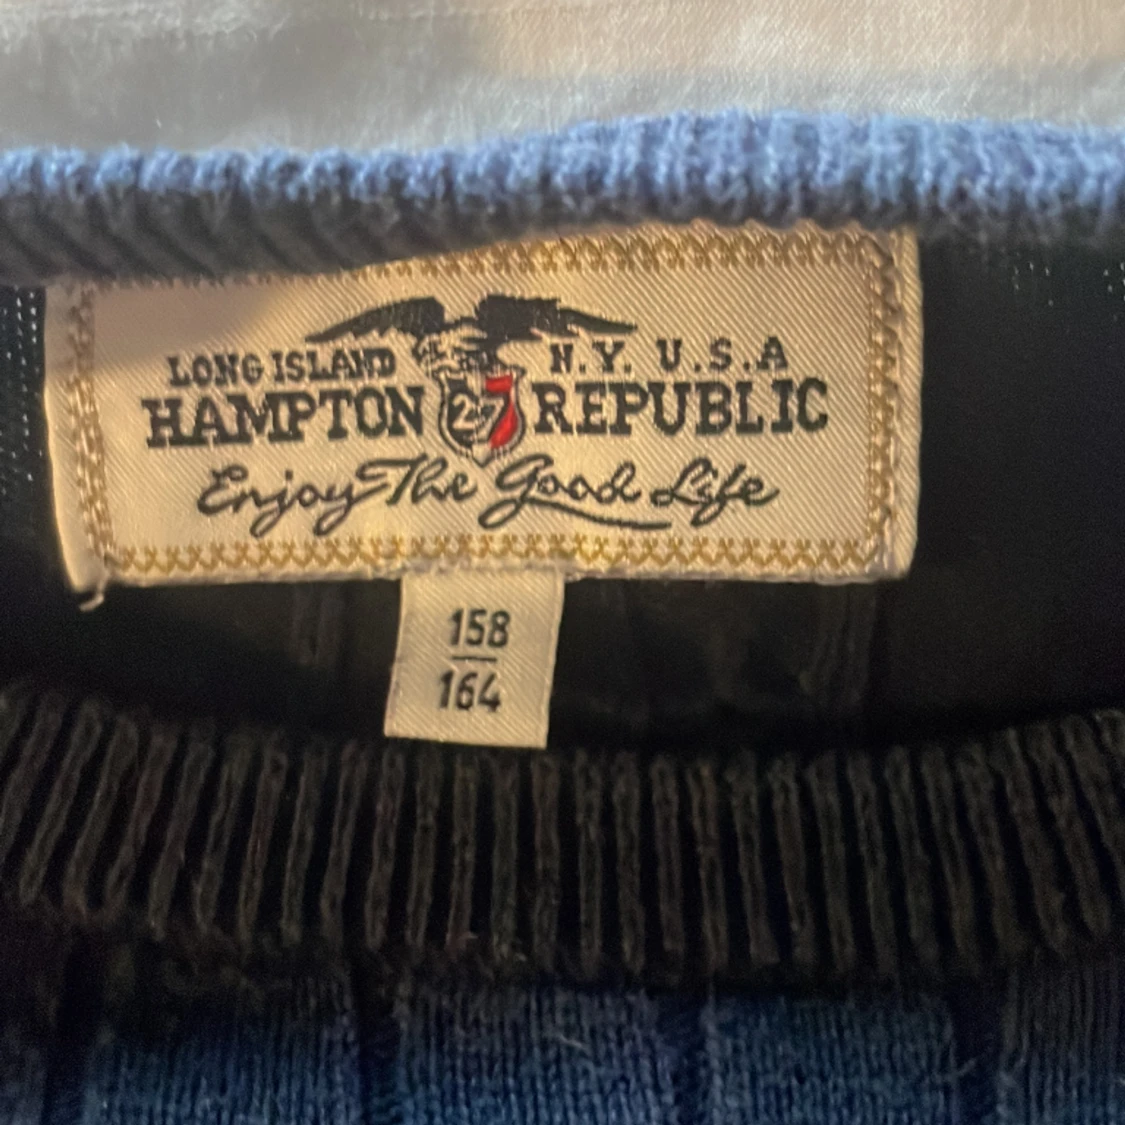 LONG ISLAND N.Y. U.S.A
HAMPTON 27 REPUBLIC
Enjoy The Good Life
158
164